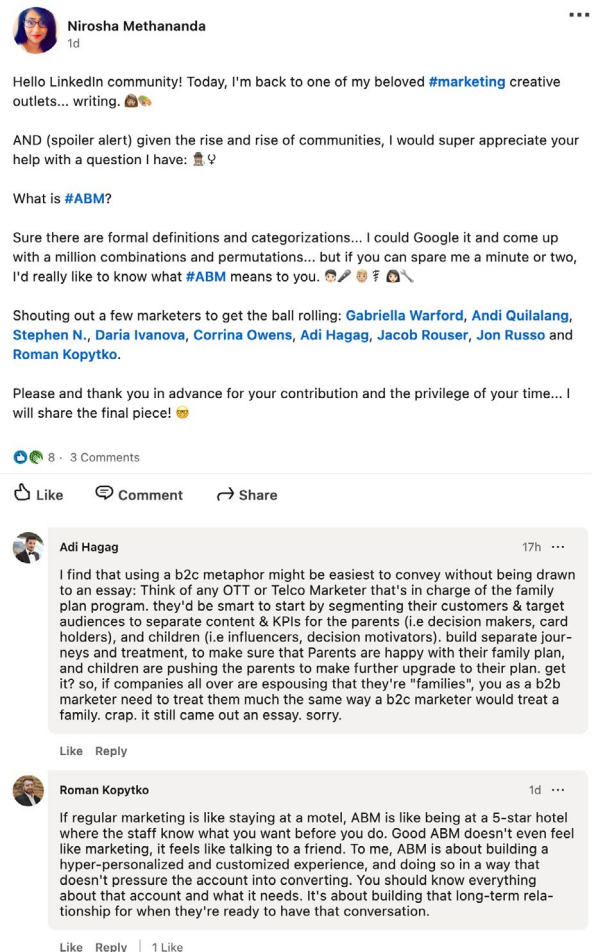 Nirosha Methananda
1d
Hello LinkedIn community! Today, I'm back to one of my beloved #marketing creative
outlets... writing.
AND (spoiler alert) given the rise and rise of communities, I would super appreciate your
help with a question I have:
What is #ABM?
Sure there are formal definitions and categorizations... I could Google it and come up
with a million combinations and permutations... but if you can spare me a minute or two,
I'd really like to know what #ABM means to you.
Shouting out a few marketers to get the ball rolling: Gabriella Warford, Andi Quilalang,
Stephen N., Daria Ivanova, Corrina Owens, Adi Hagag, Jacob Rouser, Jon Russo and
Roman Kopytko.
Please and thank you in advance for your contribution and the privilege of your time... I
will share the final piece!
8 · 3 Comments
Like Comment Share
Adi Hagag 17h
I find that using a b2c metaphor might be easiest to convey without being drawn
to an essay: Think of any OTT or Telco Marketer that's in charge of the family
plan program. they'd be smart to start by segmenting their customers & target
audiences to separate content & KPIs for the parents (i.e decision makers, card
holders), and children (i.e influencers, decision motivators). build separate jour-
neys and treatment, to make sure that Parents are happy with their family plan,
and children are pushing the parents to make further upgrade to their plan. get
it? so, if companies all over are espousing that they're "families", you as a b2b
marketer need to treat them much the same way a b2c marketer would treat a
family. crap. it still came out an essay. sorry.
Like Reply
Roman Kopytko 1d
If regular marketing is like staying at a motel, ABM is like being at a 5-star hotel
where the staff know what you want before you do. Good ABM doesn't even feel
like marketing, it feels like talking to a friend. To me, ABM is about building a
hyper-personalized and customized experience, and doing so in a way that
doesn't pressure the account into converting. You should know everything
about that account and what it needs. It's about building that long-term rela-
tionship for when they're ready to have that conversation.
Like Reply | 1 Like